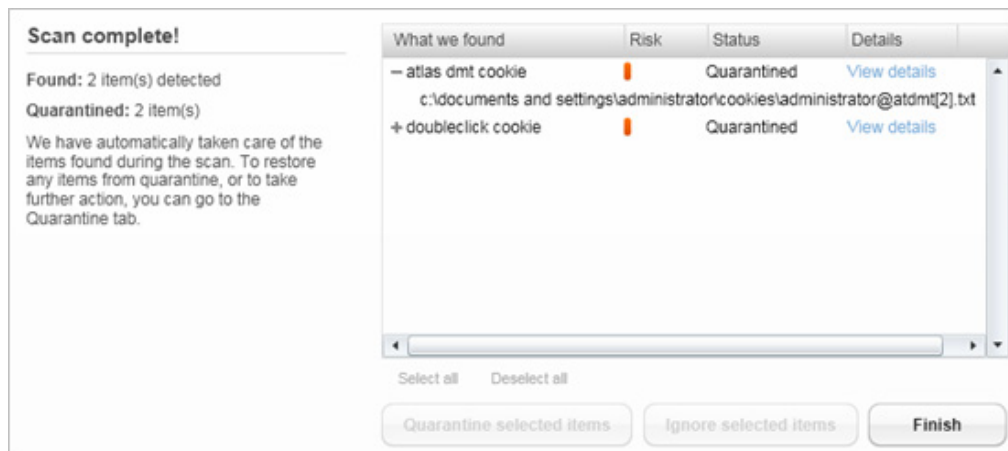 Scan complete!
Found: 2 item(s) detected
Quarantined: 2 item(s)
We have automatically taken care of the
items found during the scan. To restore
any items from quarantine, or to take
further action, you can go to the
Quarantine tab.
What we found Risk Status Details
– atlas dmt cookie Quarantined View details
c:\documents and settings\administrator\cookies\administrator@atdmt[2].txt
+ doubleclick cookie Quarantined View details
Select all Deselect all
Quarantine selected items Ignore selected items Finish